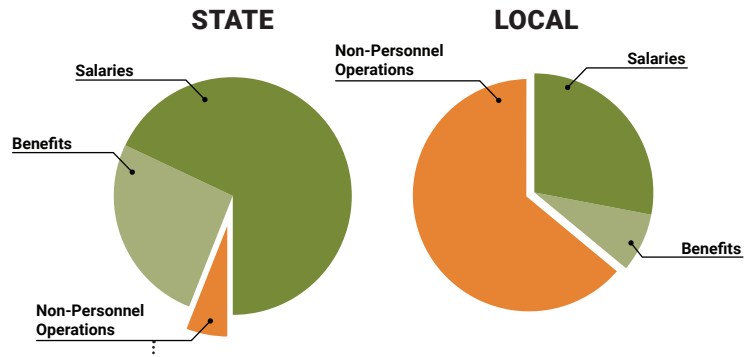 STATE
Salaries
Benefits
Non-Personnel
Operations
LOCAL
Non-Personnel
Operations
Salaries
Benefits